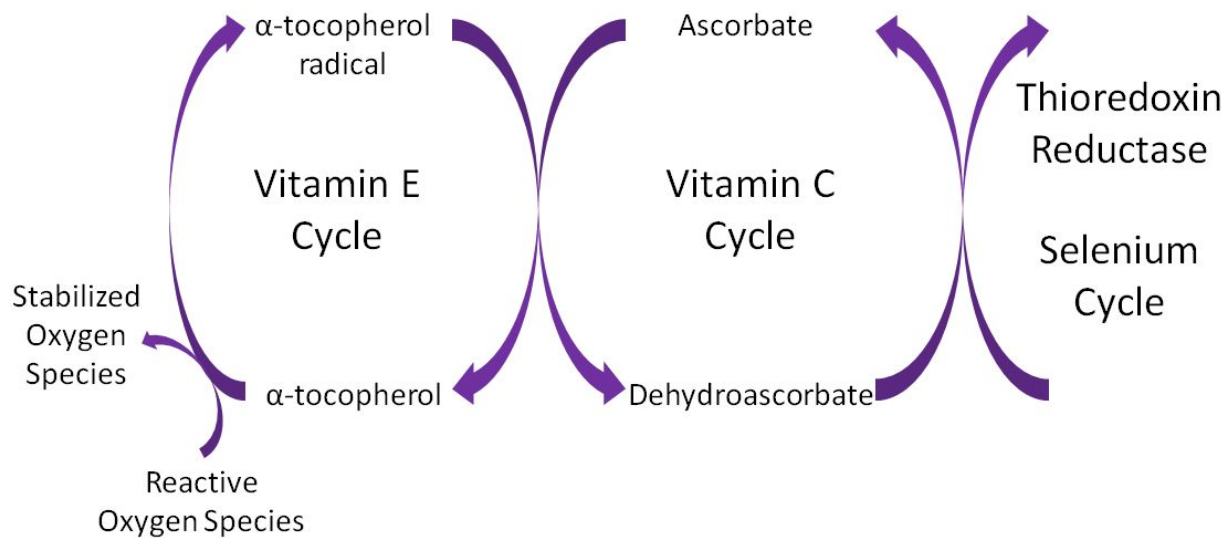 α-tocopherol
radical
Ascorbate
Thioredoxin
Reductase
Vitamin E
Cycle
Vitamin C
Cycle
Selenium
Cycle
Stabilized
Oxygen
Species
α-tocopherol
Dehydroascorbate
Reactive
Oxygen Species